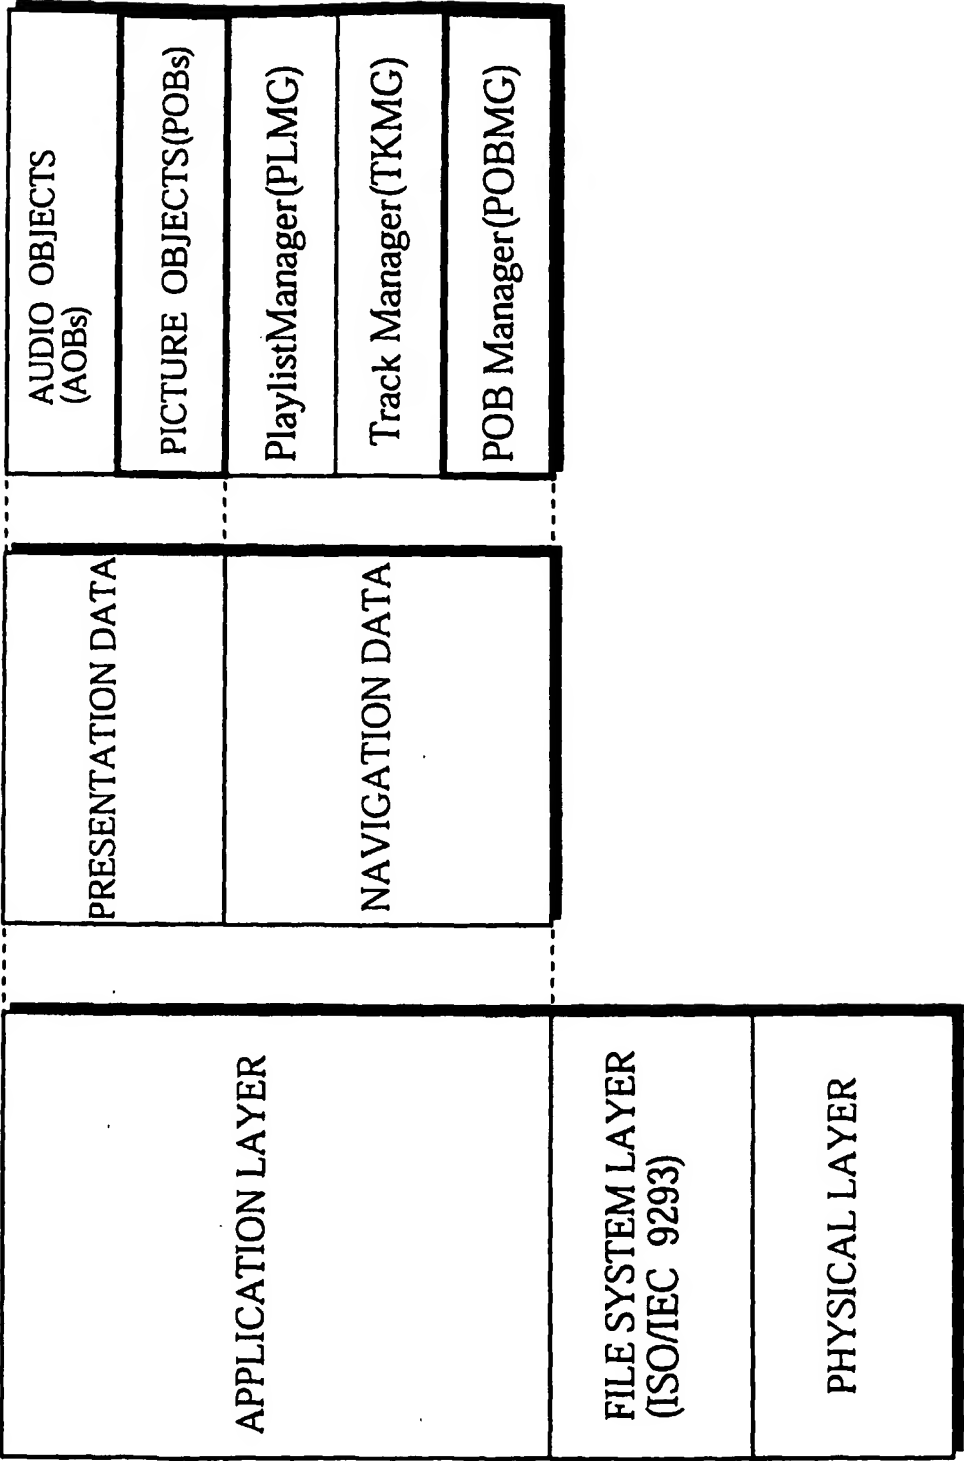 APPLICATION LAYER
FILE SYSTEM LAYER
(ISO/IEC 9293)
PHYSICAL LAYER
PRESENTATION DATA
NAVIGATION DATA
AUDIO OBJECTS
(AOBs)
PICTURE OBJECTS(POBs)
PlaylistManager(PLMG)
Track Manager(TKMG)
POB Manager(POBMG)